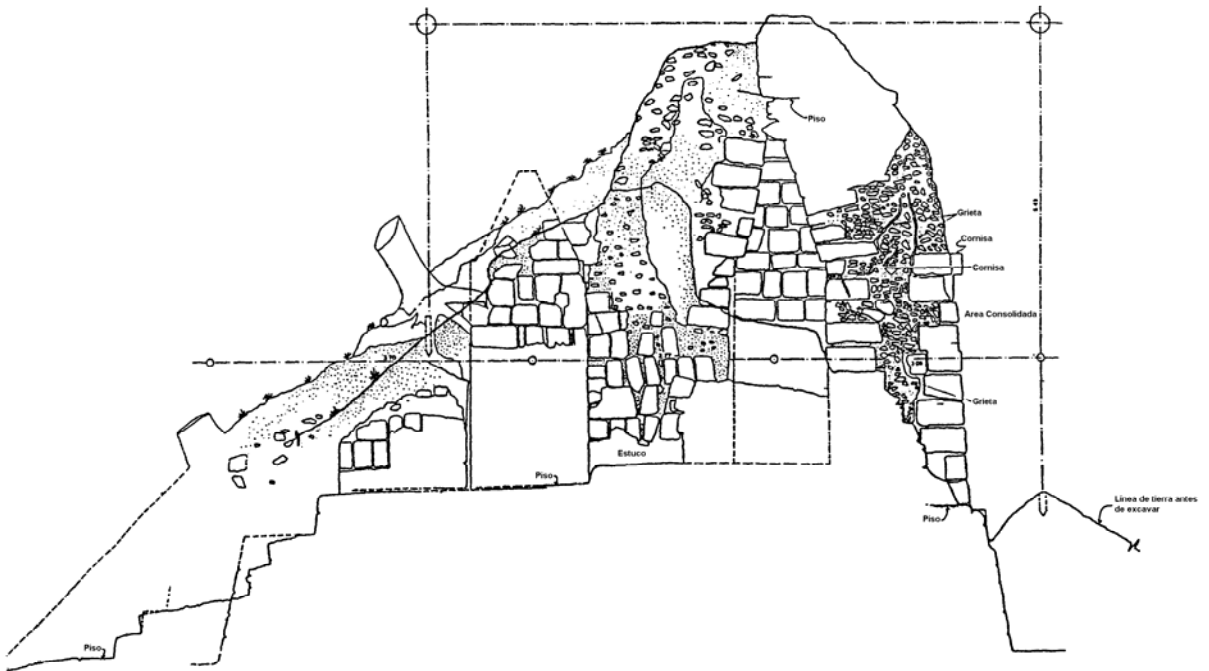 Piso
Grieta
Cornisa
Cornisa
Area Consolidada
Grieta
Estuco
Piso
Piso
Línea de tierra antes
de excavar
Piso